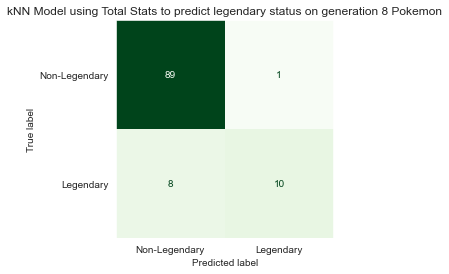 kNN Model using Total Stats to predict legendary status on generation 8 Pokemon
Non-Legendary
89
1
True label
Legendary
8
10
Non-Legendary
Legendary
Predicted label